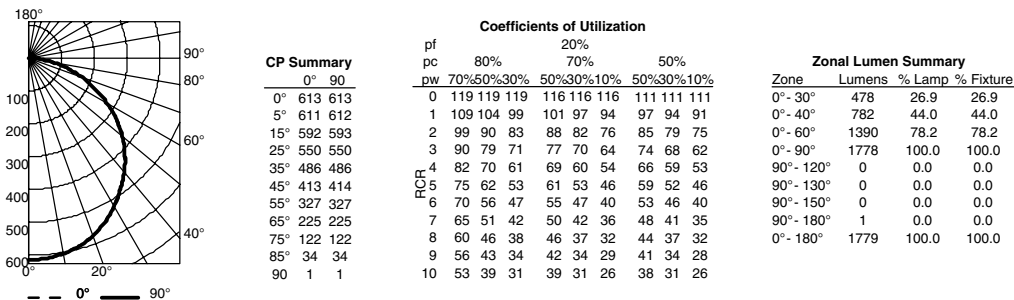 180°
90°
80°
60°
40°
20°
0°
100
200
300
400
500
600
0° 90°
CP Summary
0° 90
0° 613 613
5° 611 612
15° 592 593
25° 550 550
35° 486 486
45° 413 414
55° 327 327
65° 225 225
75° 122 122
85° 34 34
90 1 1
Coefficients of Utilization
pf 20%
pc 80% 70% 50%
pw 70%50%30% 50%30%10% 50%30%10%
RCR
0 119 119 119 116 116 116 111 111 111
1 109 104 99 101 97 94 97 94 91
2 99 90 83 88 82 76 85 79 75
3 90 79 71 77 70 64 74 68 62
4 82 70 61 69 60 54 66 59 53
5 75 62 53 61 53 46 59 52 46
6 70 56 47 55 47 40 53 46 40
7 65 51 42 50 42 36 48 41 35
8 60 46 38 46 37 32 44 37 32
9 56 43 34 42 34 29 41 34 28
10 53 39 31 39 31 26 38 31 26
Zonal Lumen Summary
Zone Lumens % Lamp % Fixture
0°- 30° 478 26.9 26.9
0°- 40° 782 44.0 44.0
0°- 60° 1390 78.2 78.2
0°- 90° 1778 100.0 100.0
90°- 120° 0 0.0 0.0
90°- 130° 0 0.0 0.0
90°- 150° 0 0.0 0.0
90°- 180° 1 0.0 0.0
0°- 180° 1779 100.0 100.0